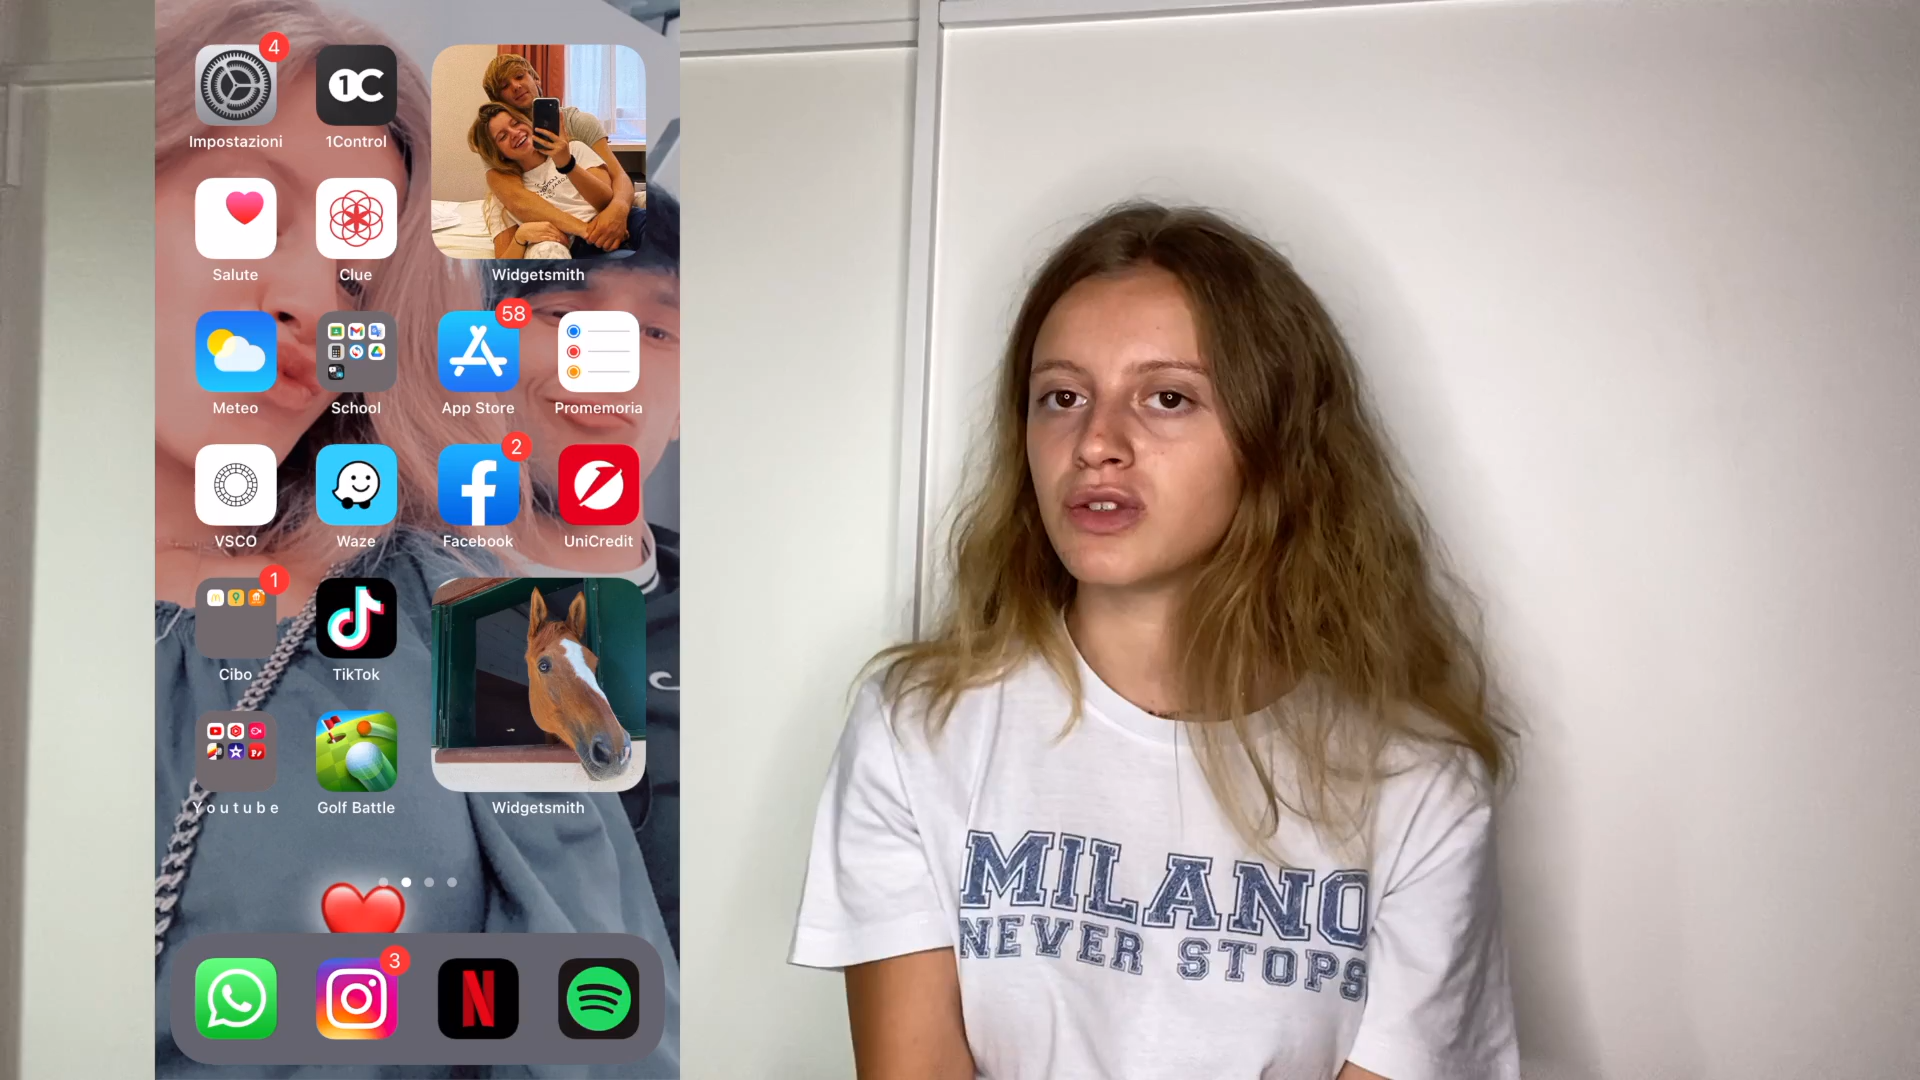 4
Impostazioni
1C
1Control
Salute
Clue
Widgetsmith
58
Meteo
School
App Store
Promemoria
2
VSCO
Waze
Facebook
UniCredit
1
Cibo
TikTok
Youtube
Golf Battle
Widgetsmith
3
MILANO
NEVER STOPS